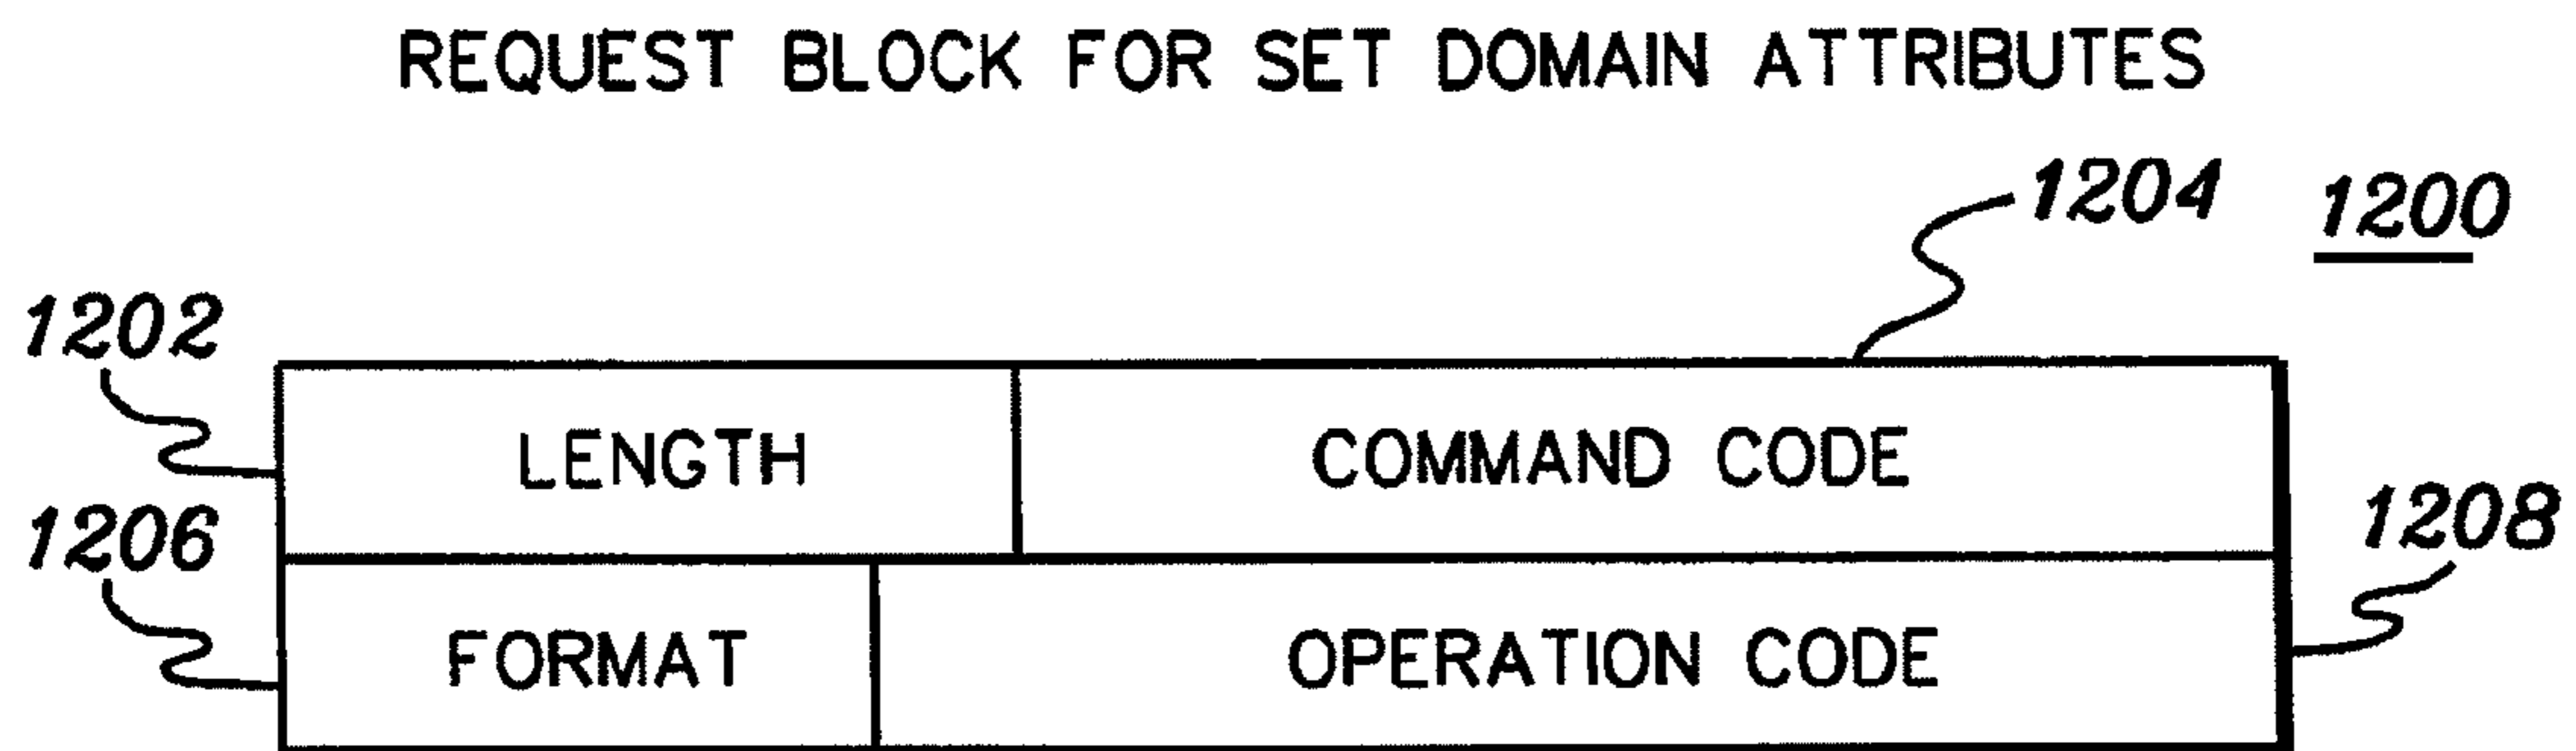 REQUEST BLOCK FOR SET DOMAIN ATTRIBUTES
1204 1200
1202
LENGTH COMMAND CODE
1206 1208
FORMAT OPERATION CODE